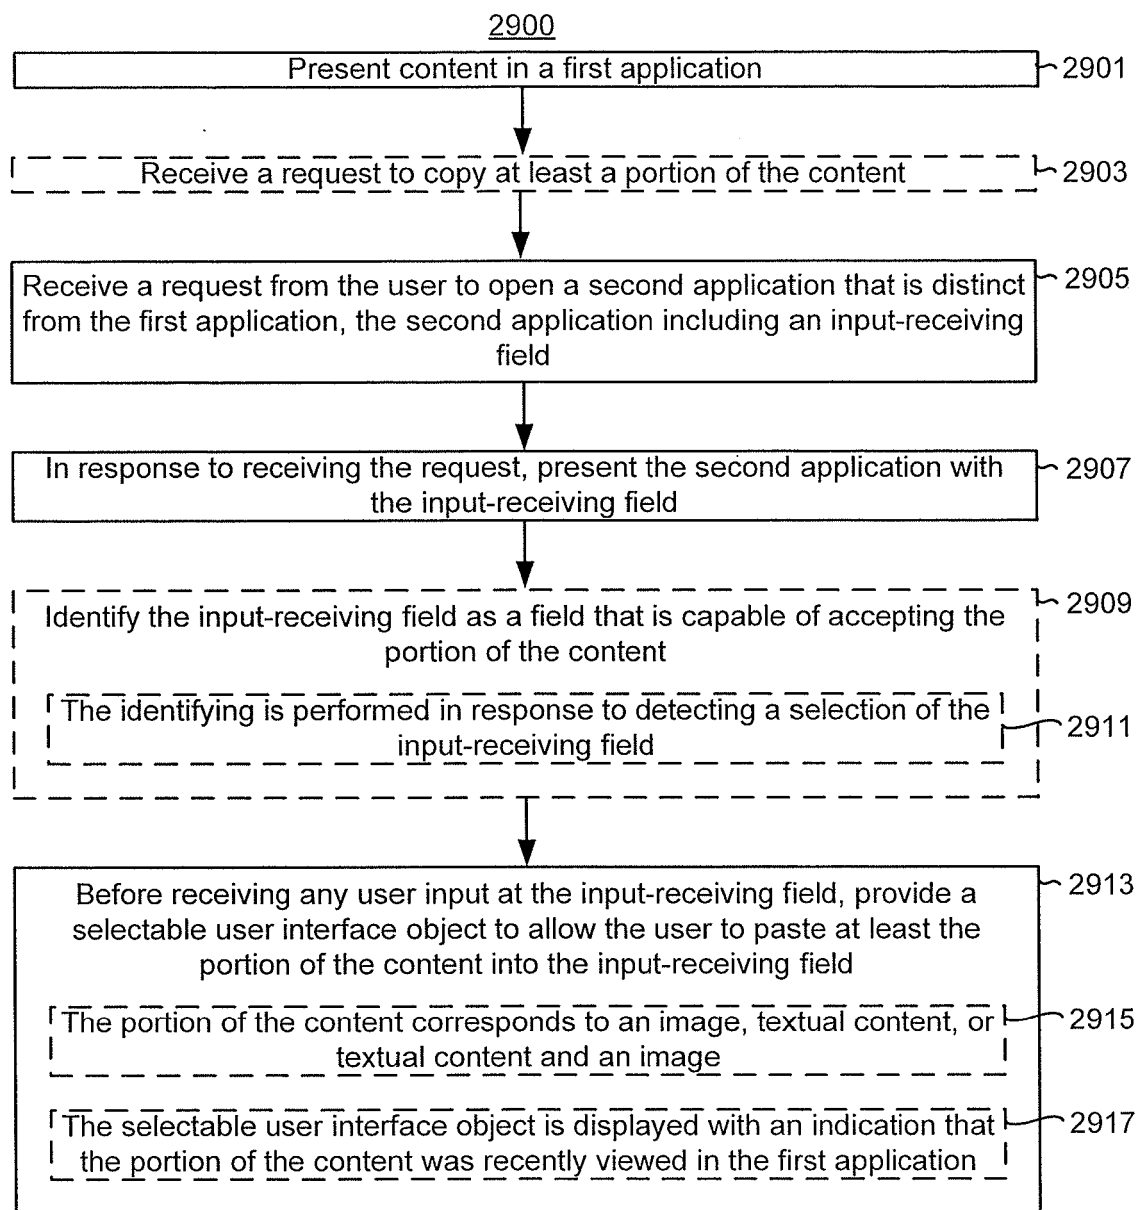 2900
Present content in a first application
2901
Receive a request to copy at least a portion of the content
2903
Receive a request from the user to open a second application that is distinct
from the first application, the second application including an input-receiving
field
2905
In response to receiving the request, present the second application with
the input-receiving field
2907
Identify the input-receiving field as a field that is capable of accepting the
portion of the content
2909
The identifying is performed in response to detecting a selection of the
input-receiving field
2911
Before receiving any user input at the input-receiving field, provide a
selectable user interface object to allow the user to paste at least the
portion of the content into the input-receiving field
2913
The portion of the content corresponds to an image, textual content, or
textual content and an image
2915
The selectable user interface object is displayed with an indication that
the portion of the content was recently viewed in the first application
2917